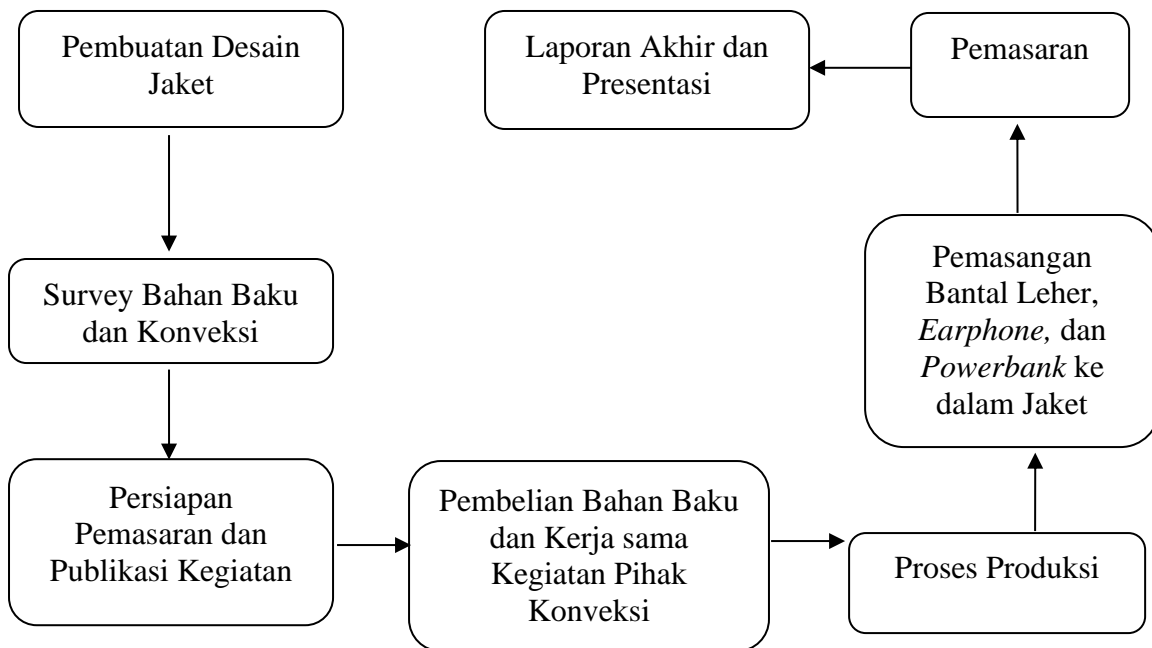 Pembuatan Desain
Jaket
Survey Bahan Baku
dan Konveksi
Persiapan
Pemasaran dan
Publikasi Kegiatan
Pembelian Bahan Baku
dan Kerja sama
Kegiatan Pihak
Konveksi
Proses Produksi
Pemasangan
Bantal Leher,
Earphone, dan
Powerbank ke
dalam Jaket
Pemasaran
Laporan Akhir dan
Presentasi